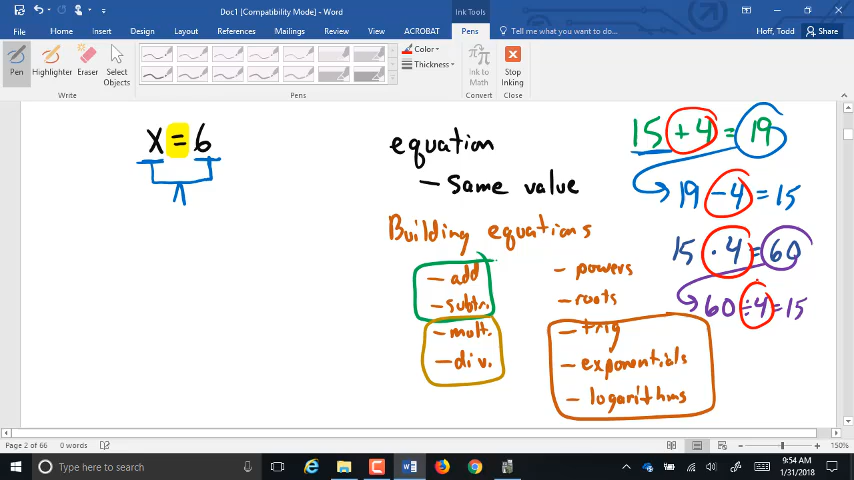 Doc1 [Compatibility Mode] - Word
Ink Tools
File Home Insert Draw Layout References Mailings Review View ACROBAT Pens Tell me what you want to do... Hoff, Todd Share
Pen Highlighter Eraser Select Objects
Color
Thickness
Ink to Math
Stop Inking
Write Pens Convert Close
x = 6
equation
- Same value
Building equations
- add
- subtr.
- mult.
- div.
- powers
- roots
- trig
- exponentials
- logarithms
15 + 4 = 19
19 - 4 = 15
15 · 4 = 60
60 ÷ 4 = 15
Page 2 of 66 0 words 150%
Type here to search
9:54 AM
1/31/2018